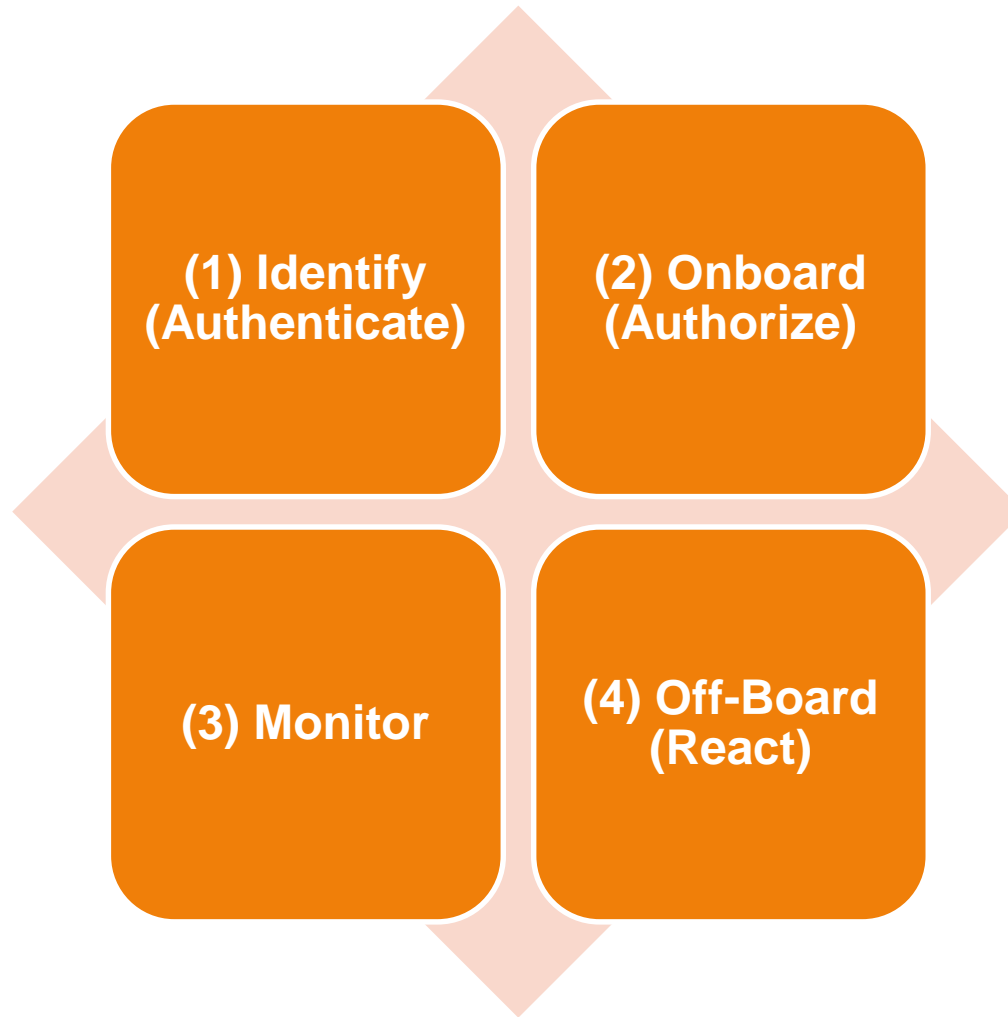 (1) Identify
(Authenticate)
(2) Onboard
(Authorize)
(3) Monitor
(4) Off-Board
(React)